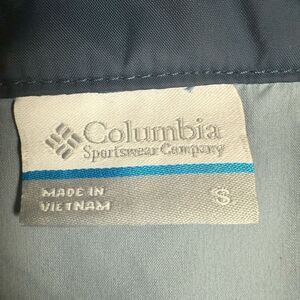 Columbia
Sportswear Company
MADE IN
VIETNAM
S